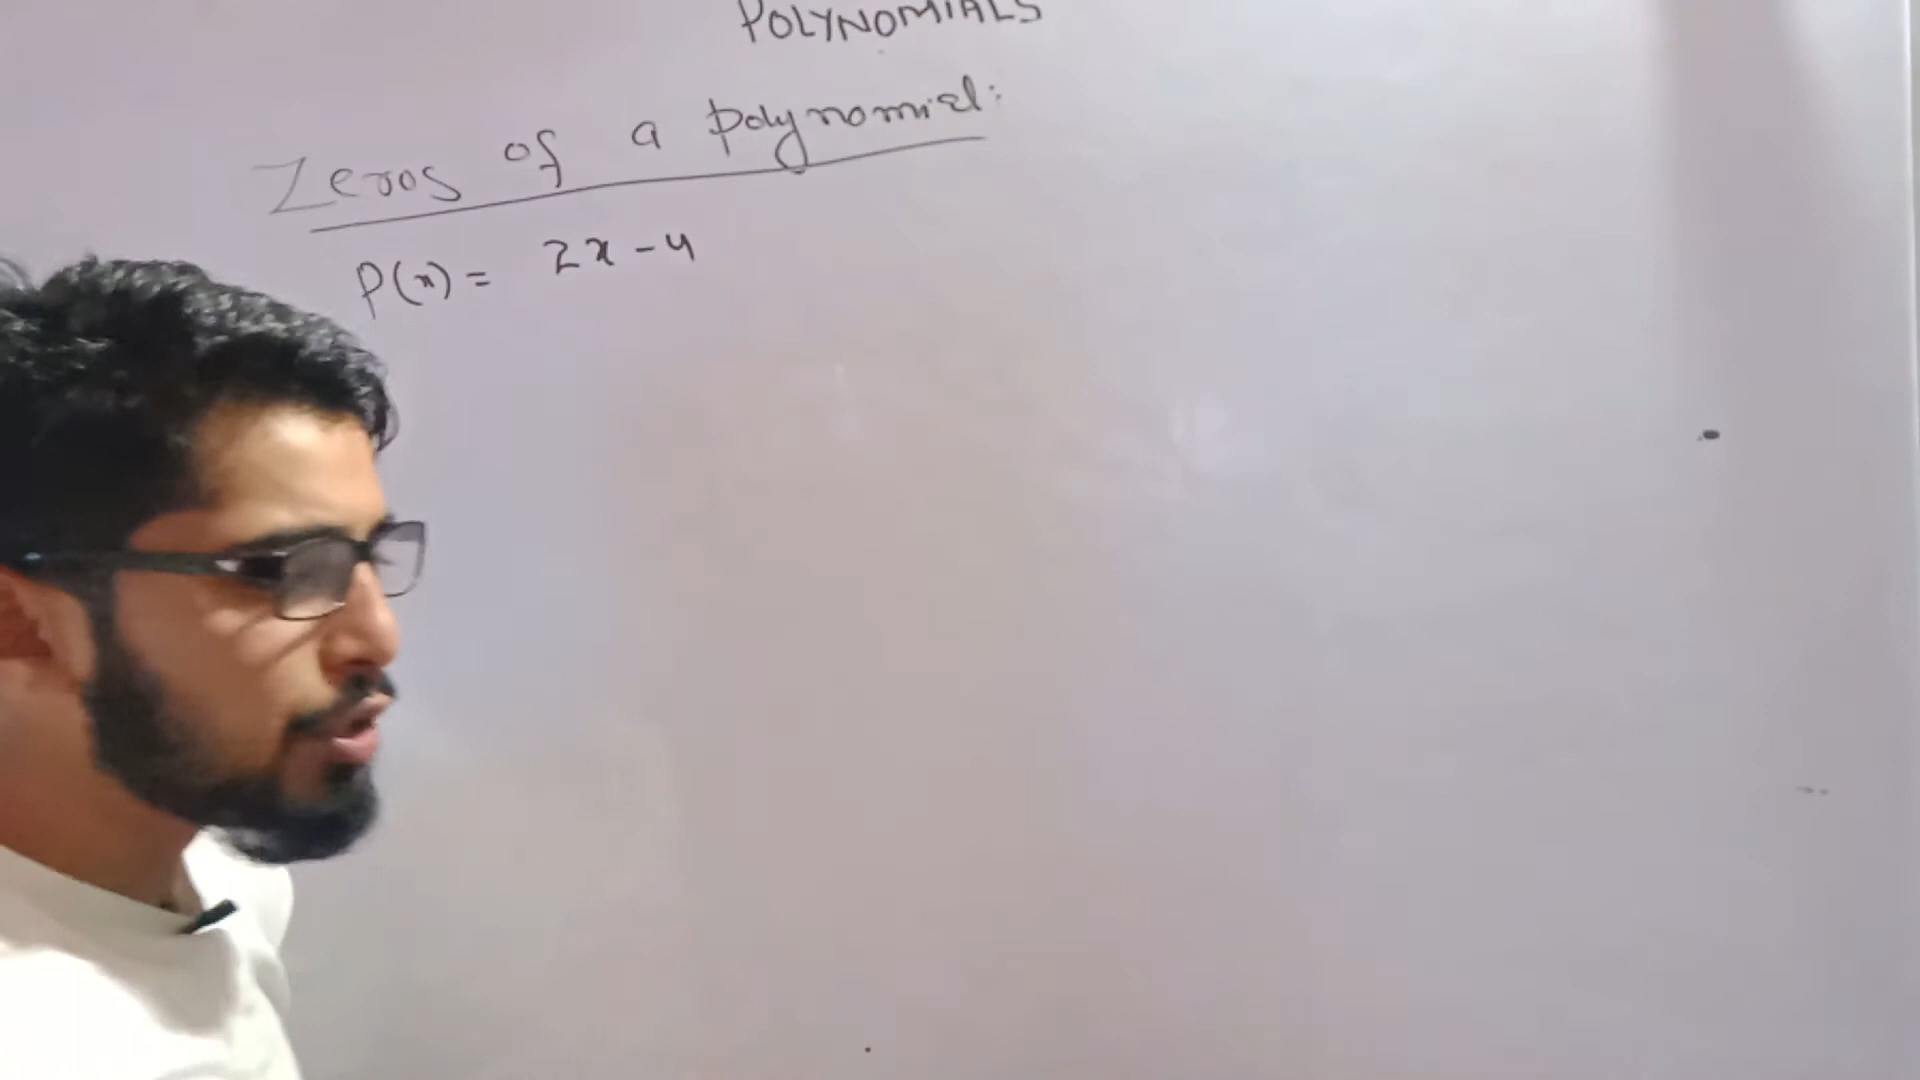 POLYNOMIALS
Zeros of a polynomial:
P(x) = 2x - 4